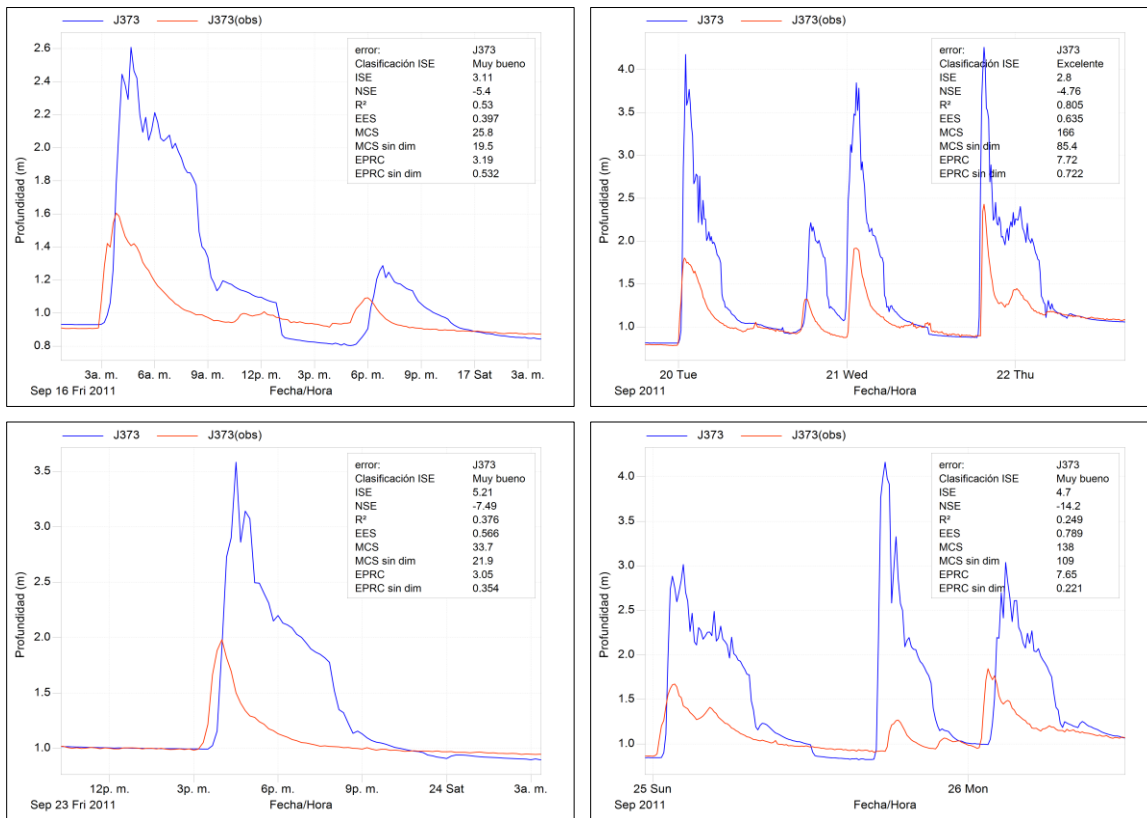 J373 J373(obs)
2.6
2.4
2.2
2.0
1.8
1.6
1.4
1.2
1.0
0.8
Profundidad (m)
error: J373
Clasificación ISE Muy bueno
ISE 3.11
NSE -5.4
R² 0.53
EES 0.397
MCS 25.8
MCS sin dim 19.5
EPRC 3.19
EPRC sin dim 0.532
3a. m. 6a. m. 9a. m. 12p. m. 3p. m. 6p. m. 9p. m. 17 Sat 3a. m.
Sep 16 Fri 2011 Fecha/Hora
J373 J373(obs)
4.0
3.5
3.0
2.5
2.0
1.5
1.0
Profundidad (m)
error: J373
Clasificación ISE Excelente
ISE 2.8
NSE -4.76
R² 0.805
EES 0.635
MCS 166
MCS sin dim 85.4
EPRC 7.72
EPRC sin dim 0.722
20 Tue 21 Wed 22 Thu
Sep 2011 Fecha/Hora
J373 J373(obs)
3.5
3.0
2.5
2.0
1.5
1.0
Profundidad (m)
error: J373
Clasificación ISE Muy bueno
ISE 5.21
NSE -7.49
R² 0.376
EES 0.566
MCS 33.7
MCS sin dim 21.9
EPRC 3.05
EPRC sin dim 0.354
12p. m. 3p. m. 6p. m. 9p. m. 24 Sat 3a. m.
Sep 23 Fri 2011 Fecha/Hora
J373 J373(obs)
4.0
3.5
3.0
2.5
2.0
1.5
1.0
Profundidad (m)
error: J373
Clasificación ISE Muy bueno
ISE 4.7
NSE -14.2
R² 0.249
EES 0.789
MCS 138
MCS sin dim 109
EPRC 7.65
EPRC sin dim 0.221
25 Sun 26 Mon
Sep 2011 Fecha/Hora